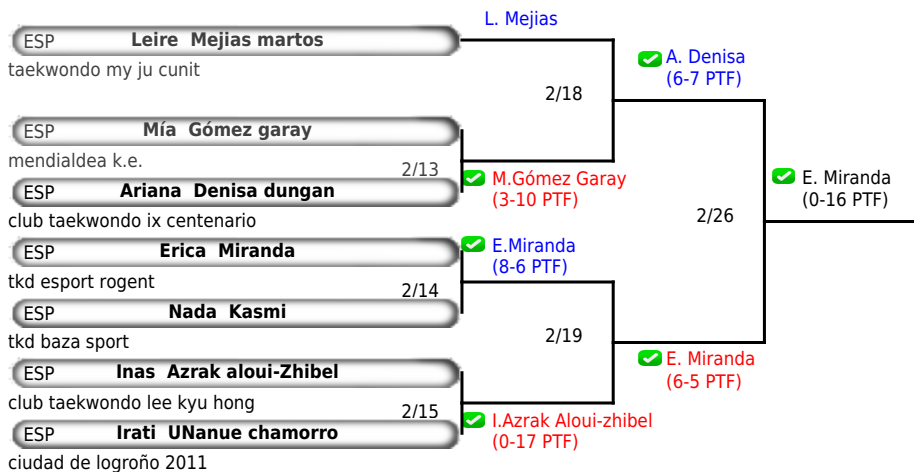 L. Mejias
ESP Leire Mejias martos
taekwondo my ju cunit
A. Denisa
(6-7 PTF)
2/18
ESP Mía Gómez garay
mendialdea k.e.
2/13
M.Gómez Garay
(3-10 PTF)
ESP Ariana Denisa dungan
club taekwondo ix centenario
E. Miranda
(0-16 PTF)
2/26
ESP Erica Miranda
tkd esport rogent
E.Miranda
(8-6 PTF)
2/14
ESP Nada Kasmi
tkd baza sport
2/19
E. Miranda
(6-5 PTF)
ESP Inas Azrak aloui-Zhibel
club taekwondo lee kyu hong
2/15
I.Azrak Aloui-zhibel
(0-17 PTF)
ESP Irati UNanue chamorro
ciudad de logroño 2011